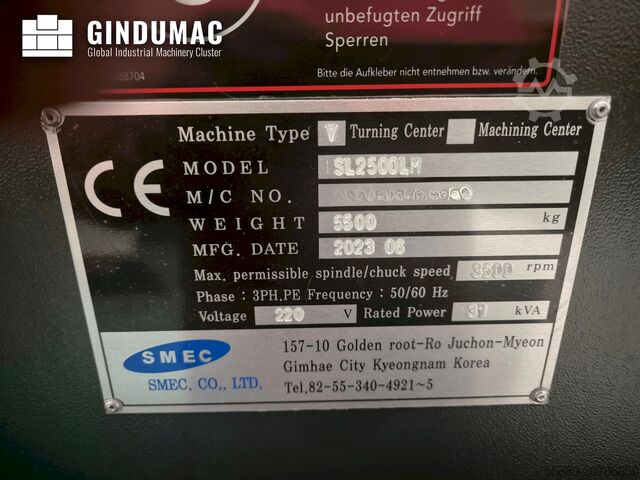 GINDUMAC
Global Industrial Machinery Cluster
unbefugten Zugriff
Sperren
88704
Bitte die Aufkleber nicht entnehmen bzw. verändern.
Machine Type V Turning Center Machining Center
CE
MODEL SL2500LM
M/C NO.
WEIGHT 5500 kg
MFG. DATE 2023 06
Max. permissible spindle/chuck speed 3500 rpm
Phase : 3PH.PE Frequency : 50/60 Hz
Voltage 220 V Rated Power 31 kVA
SMEC
SMEC. CO., LTD.
157-10 Golden root-Ro Juchon-Myeon
Gimhae City Kyeongnam Korea
Tel.82-55-340-4921~5